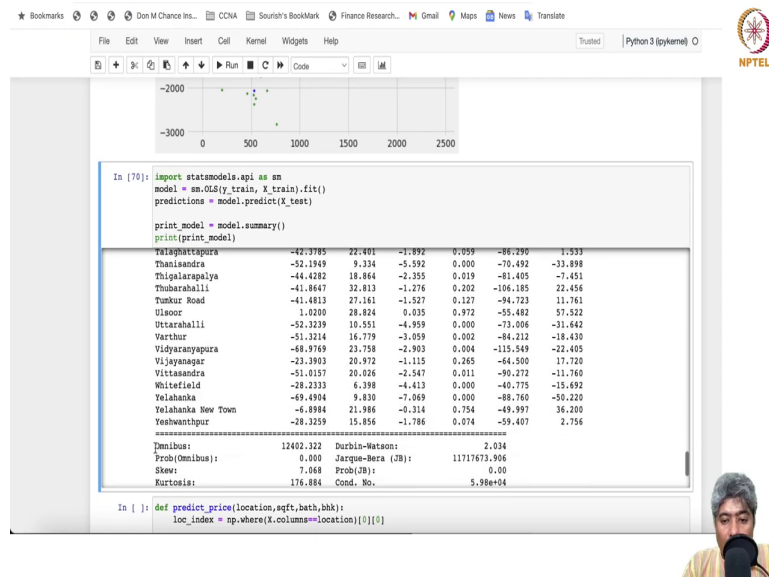 Bookmarks Don M Chance Ins... CCNA Sourish's BookMark Finance Research... Gmail Maps News Translate
File Edit View Insert Cell Kernel Widgets Help Trusted Python 3 (ipykernel)
Run Code
NPTEL
−2000
−3000
0 500 1000 1500 2000 2500
In [70]: import statsmodels.api as sm
model = sm.OLS(y_train, X_train).fit()
predictions = model.predict(X_test)
print_model = model.summary()
print(print_model)
Talaghattapura -42.3785 22.401 -1.892 0.059 -86.290 1.533
Thanisandra -52.1949 9.334 -5.592 0.000 -70.492 -33.898
Thigalarapalya -44.4282 18.864 -2.355 0.019 -81.405 -7.451
Thubarahalli -41.8647 32.813 -1.276 0.202 -106.185 22.456
Tumkur Road -41.4813 27.161 -1.527 0.127 -94.723 11.761
Ulsoor 1.0200 28.824 0.035 0.972 -55.482 57.522
Uttarahalli -52.3239 10.551 -4.959 0.000 -73.006 -31.642
Varthur -51.3214 16.779 -3.059 0.002 -84.212 -18.430
Vidyaranyapura -68.9769 23.758 -2.903 0.004 -115.549 -22.405
Vijayanagar -23.3903 20.972 -1.115 0.265 -64.500 17.720
Vittasandra -51.0157 20.026 -2.547 0.011 -90.272 -11.760
Whitefield -28.2333 6.398 -4.413 0.000 -40.775 -15.692
Yelahanka -69.4904 9.830 -7.069 0.000 -88.760 -50.220
Yelahanka New Town -6.8984 21.986 -0.314 0.754 -49.997 36.200
Yeshwanthpur -28.3259 15.856 -1.786 0.074 -59.407 2.756
Omnibus: 12402.322 Durbin-Watson: 2.034
Prob(Omnibus): 0.000 Jarque-Bera (JB): 11717673.906
Skew: 7.068 Prob(JB): 0.00
Kurtosis: 176.884 Cond. No. 5.98e+04
In [ ]: def predict_price(location,sqft,bath,bhk):
loc_index = np.where(X.columns==location)[0][0]